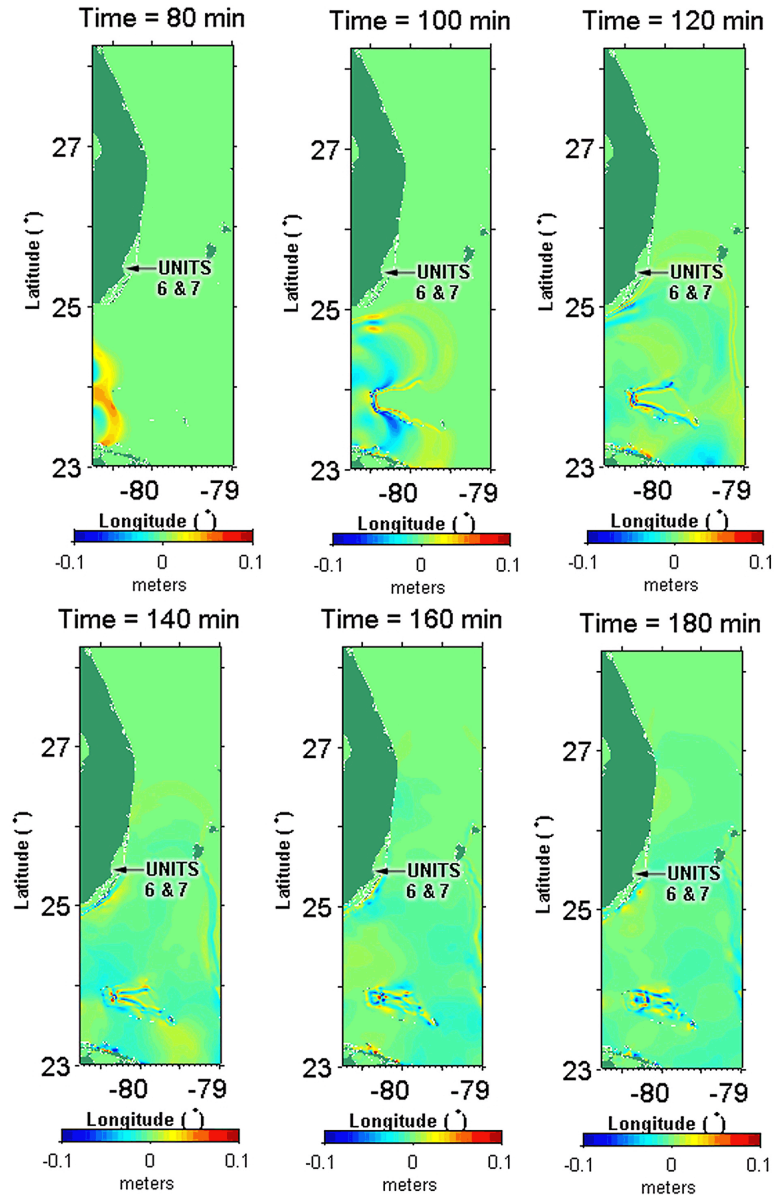 Time = 80 min
27
25
23
Latitude (°)
UNITS
6 & 7
-80 -79
Longitude (°)
-0.1 0 0.1
meters
Time = 100 min
27
25
23
Latitude (°)
UNITS
6 & 7
-80 -79
Longitude (°)
-0.1 0 0.1
meters
Time = 120 min
27
25
23
Latitude (°)
UNITS
6 & 7
-80 -79
Longitude (°)
-0.1 0 0.1
meters
Time = 140 min
27
25
23
Latitude (°)
UNITS
6 & 7
-80 -79
Longitude (°)
-0.1 0 0.1
meters
Time = 160 min
27
25
23
Latitude (°)
UNITS
6 & 7
-80 -79
Longitude (°)
-0.1 0 0.1
meters
Time = 180 min
27
25
23
Latitude (°)
UNITS
6 & 7
-80 -79
Longitude (°)
-0.1 0 0.1
meters